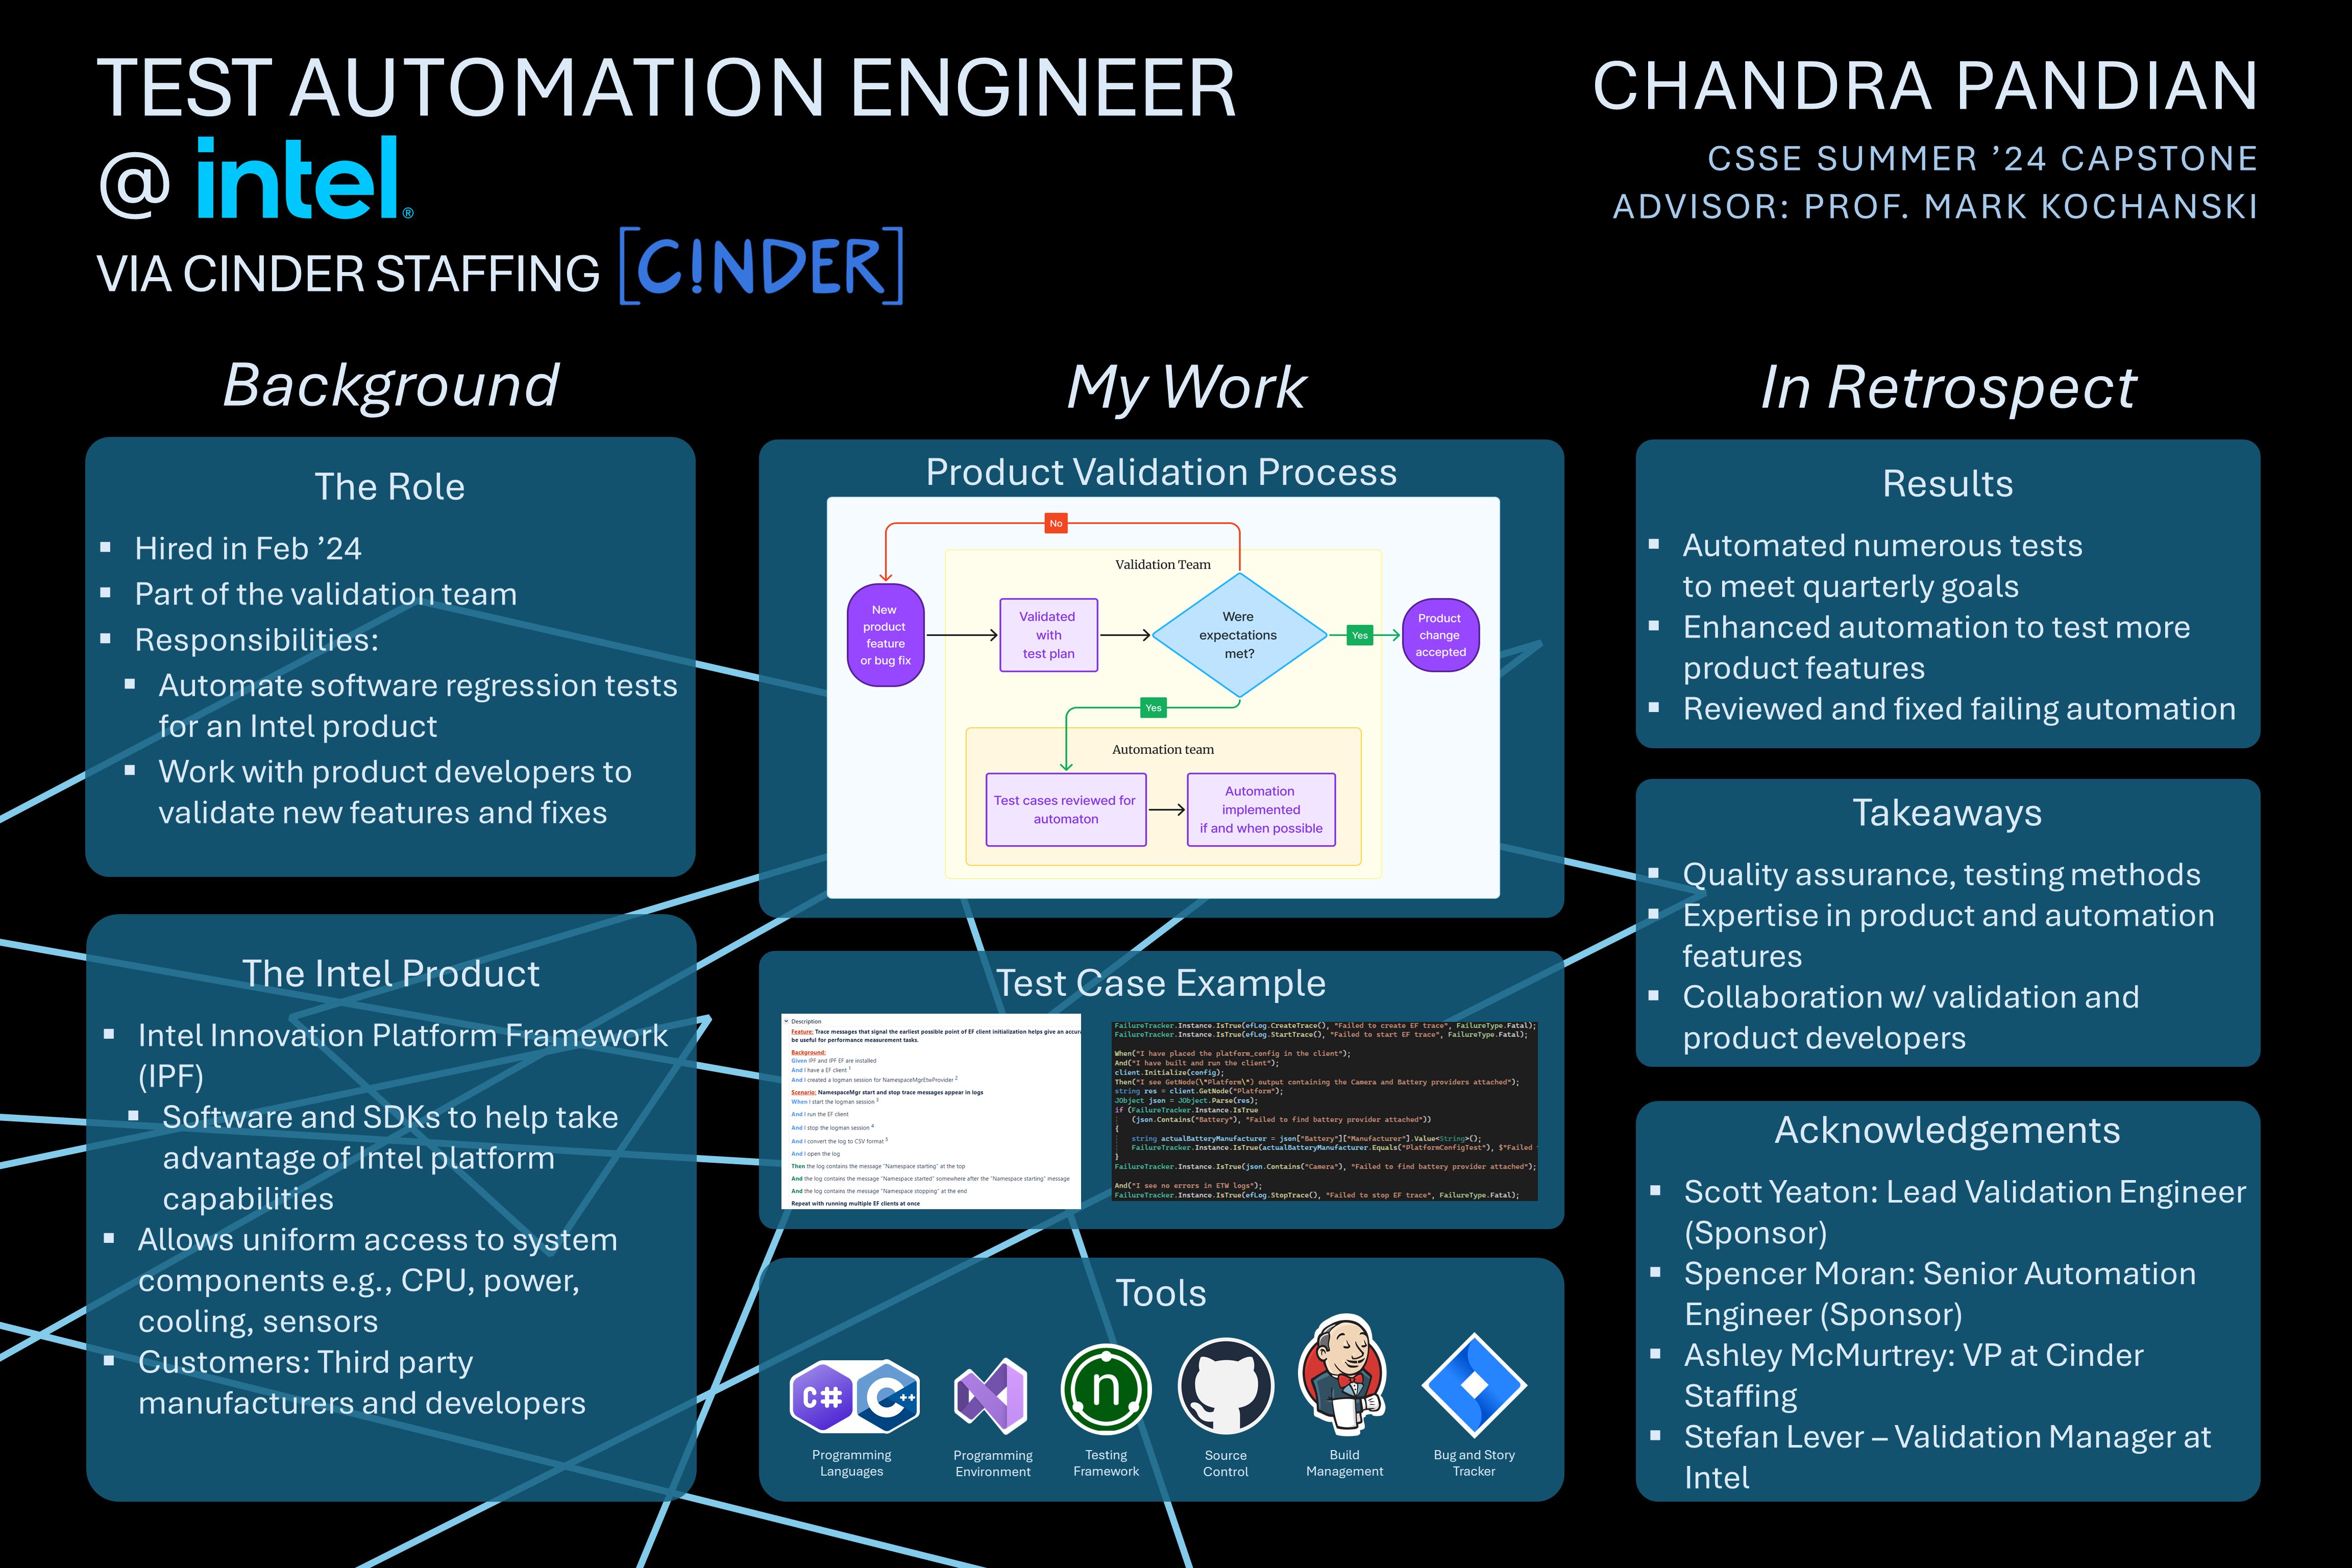 TEST AUTOMATION ENGINEER
@ intel®
VIA CINDER STAFFING [C!NDER]
CHANDRA PANDIAN
CSSE SUMMER ’24 CAPSTONE
ADVISOR: PROF. MARK KOCHANSKI
Background
The Role
Hired in Feb ’24
Part of the validation team
Responsibilities:
Automate software regression tests
for an Intel product
Work with product developers to
validate new features and fixes
The Intel Product
Intel Innovation Platform Framework
(IPF)
Software and SDKs to help take
advantage of Intel platform
capabilities
Allows uniform access to system
components e.g., CPU, power,
cooling, sensors
Customers: Third party
manufacturers and developers
My Work
Product Validation Process
No
Validation Team
New
product
feature
or bug fix
Validated
with
test plan
Were
expectations
met?
Yes
Product
change
accepted
Yes
Automation team
Test cases reviewed for
automaton
Automation
implemented
if and when possible
Test Case Example
Description
Feature: Trace messages that signal the earliest possible point of EF client initialization helps give an accura
be useful for performance measurement tasks.
Background:
Given IPF and IPF EF are installed
And I have a EF client 1
And I created a logman session for NamespaceMgrEtwProvider 2
Scenario: NamespaceMgr start and stop trace messages appear in logs
When I start the logman session 3
And I run the EF client
And I stop the logman session 4
And I convert the log to CSV format 5
And I open the log
Then the log contains the message "Namespace starting" at the top
And the log contains the message "Namespace started" somewhere after the "Namespace starting" message
And the log contains the message "Namespace stopping" at the end
Repeat with running multiple EF clients at once
FailureTracker.Instance.IsTrue(efLog.CreateTrace(), "Failed to create EF trace", FailureType.Fatal);
FailureTracker.Instance.IsTrue(efLog.StartTrace(), "Failed to start EF trace", FailureType.Fatal);
When("I have placed the platform_config in the client");
And("I have built and run the client");
client.Initialize(config);
Then("I see GetNode(\"Platform\") output containing the Camera and Battery providers attached");
string res = client.GetNode("Platform");
JObject json = JObject.Parse(res);
if (FailureTracker.Instance.IsTrue
(json.Contains("Battery"), "Failed to find battery provider attached"))
{
string actualBatteryManufacturer = json["Battery"]["Manufacturer"].Value<String>();
FailureTracker.Instance.IsTrue(actualBatteryManufacturer.Equals("PlatformConfigTest"), $"Failed
}
FailureTracker.Instance.IsTrue(json.Contains("Camera"), "Failed to find battery provider attached");
And("I see no errors in ETW logs");
FailureTracker.Instance.IsTrue(efLog.StopTrace(), "Failed to stop EF trace", FailureType.Fatal);
Tools
C#
C++
n
Programming
Languages
Programming
Environment
Testing
Framework
Source
Control
Build
Management
Bug and Story
Tracker
In Retrospect
Results
Automated numerous tests
to meet quarterly goals
Enhanced automation to test more
product features
Reviewed and fixed failing automation
Takeaways
Quality assurance, testing methods
Expertise in product and automation
features
Collaboration w/ validation and
product developers
Acknowledgements
Scott Yeaton: Lead Validation Engineer
(Sponsor)
Spencer Moran: Senior Automation
Engineer (Sponsor)
Ashley McMurtrey: VP at Cinder
Staffing
Stefan Lever – Validation Manager at
Intel